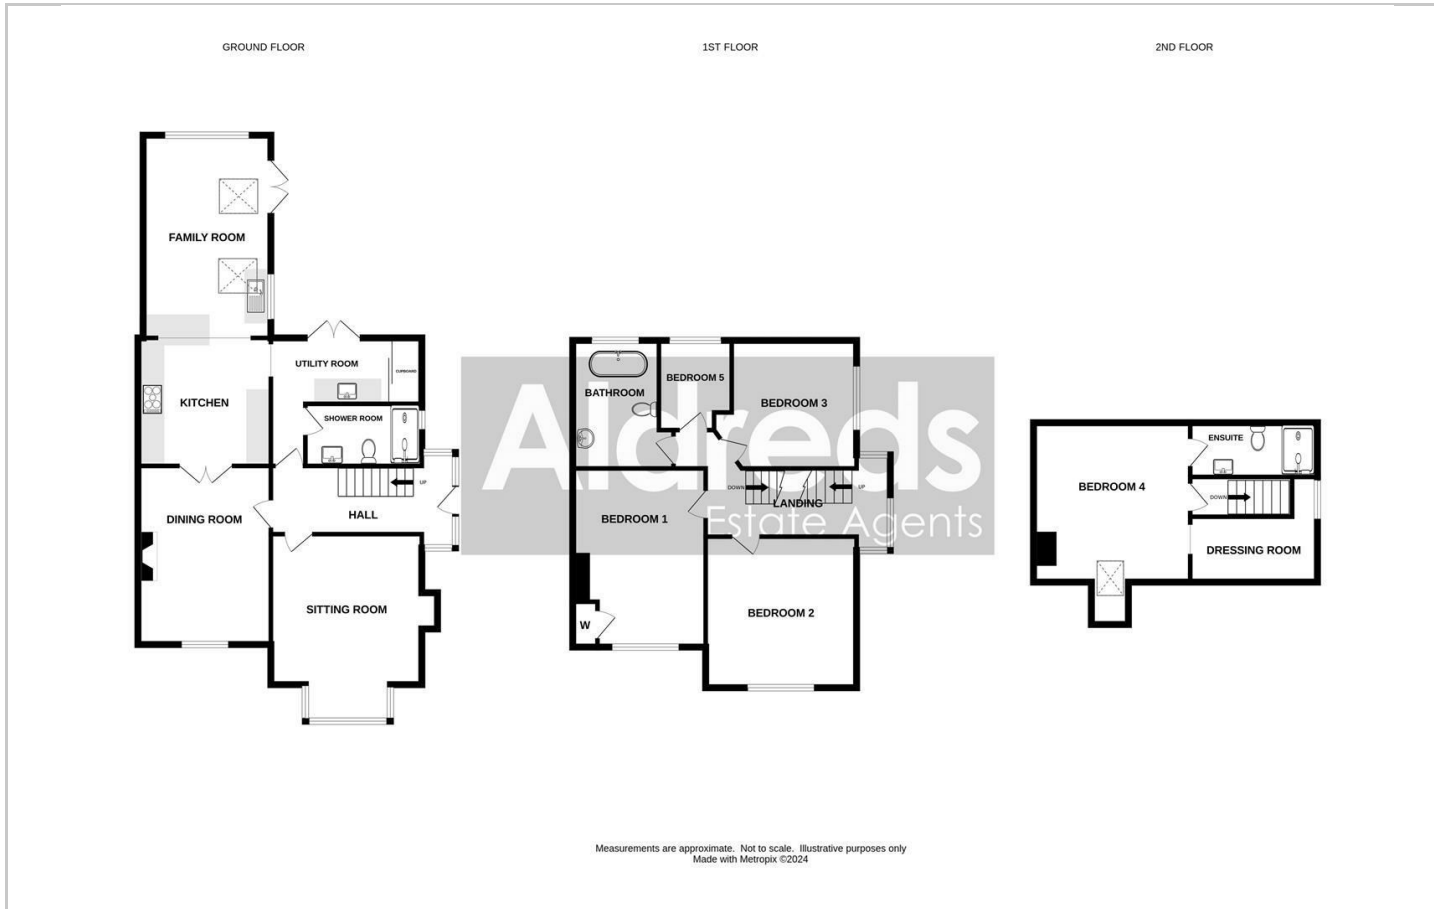 GROUND FLOOR
FAMILY ROOM
UTILITY ROOM
CUPBOARD
KITCHEN
SHOWER ROOM
UP
DINING ROOM
HALL
SITTING ROOM
1ST FLOOR
BEDROOM 5
BATHROOM
BEDROOM 3
DOWN
UP
LANDING
BEDROOM 1
BEDROOM 2
W
Aldreds
Estate Agents
2ND FLOOR
ENSUITE
BEDROOM 4
DOWN
DRESSING ROOM
Measurements are approximate. Not to scale. Illustrative purposes only
Made with Metropix ©2024